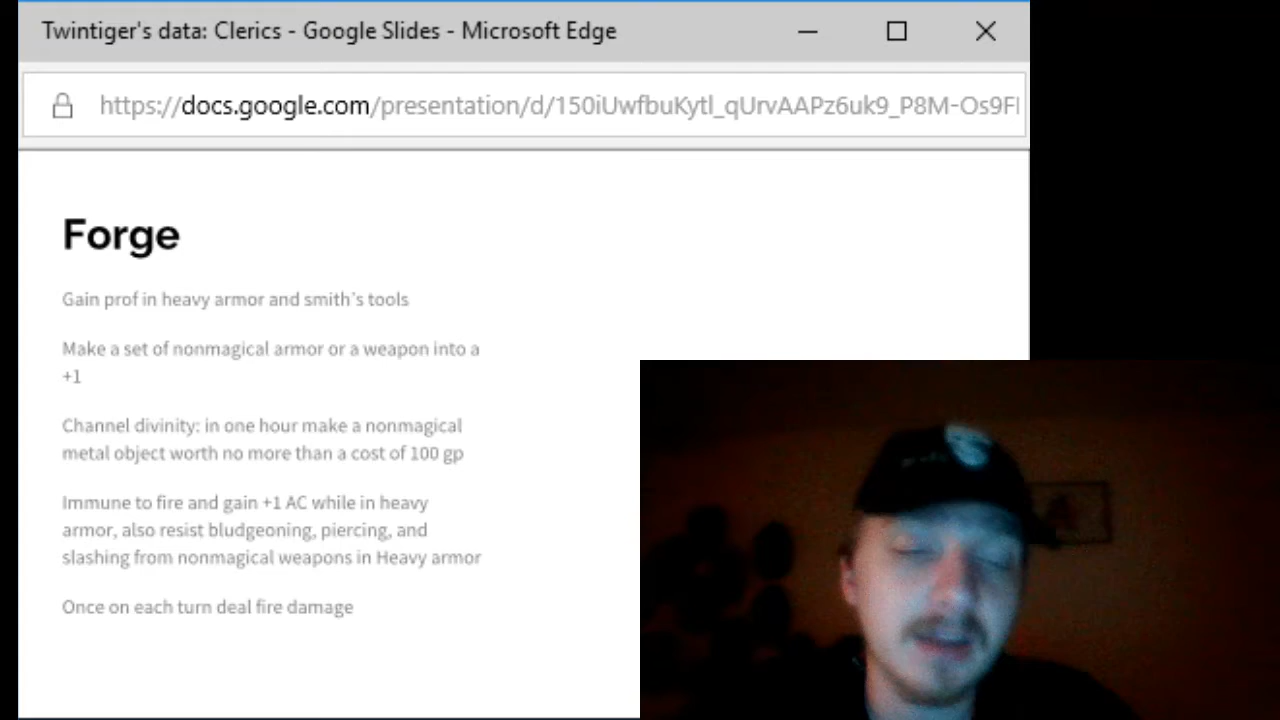 Twintiger's data: Clerics - Google Slides - Microsoft Edge
https://docs.google.com/presentation/d/150iUwfbuKytl_qUrvAAPz6uk9_P8M-Os9F
Forge
Gain prof in heavy armor and smith's tools
Make a set of nonmagical armor or a weapon into a
+1
Channel divinity: in one hour make a nonmagical
metal object worth no more than a cost of 100 gp
Immune to fire and gain +1 AC while in heavy
armor, also resist bludgeoning, piercing, and
slashing from nonmagical weapons in Heavy armor
Once on each turn deal fire damage